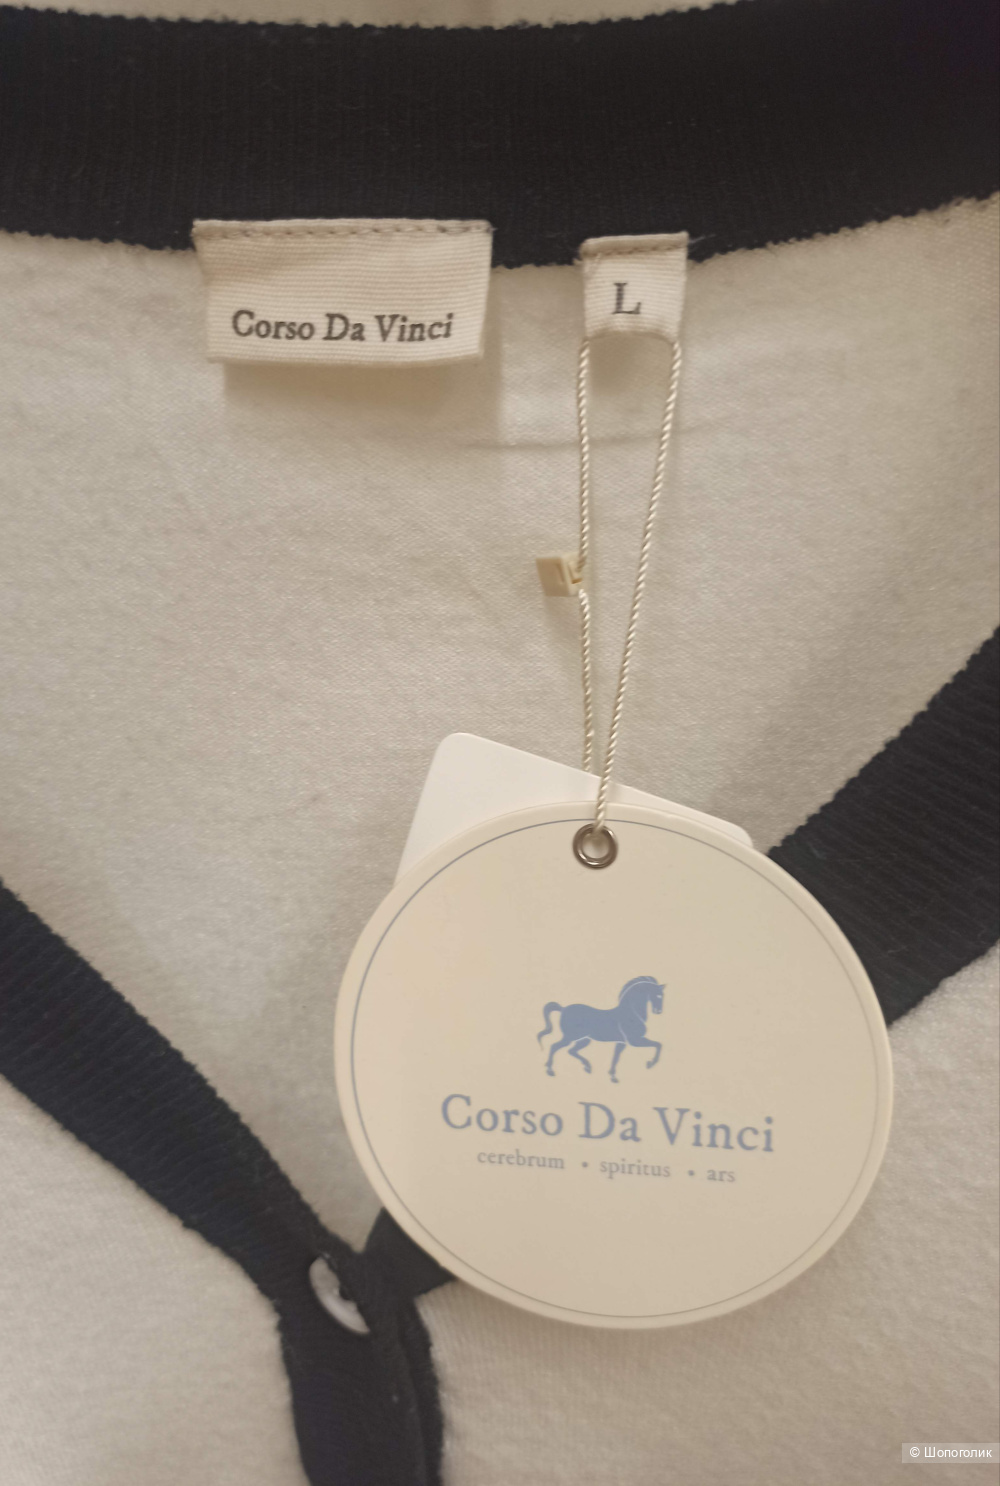 Corso Da Vinci
L
Corso Da Vinci
cerebrum • spiritus • ars
© Шопоголик